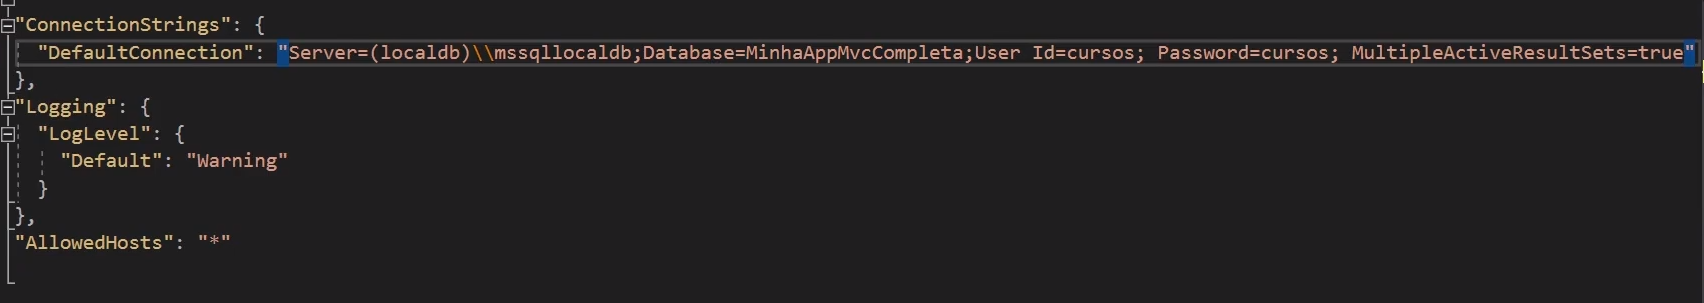 "ConnectionStrings": {
"DefaultConnection": "Server=(localdb)\\mssqllocaldb;Database=MinhaAppMvcCompleta;User Id=cursos; Password=cursos; MultipleActiveResultSets=true"
},
"Logging": {
"LogLevel": {
"Default": "Warning"
}
},
"AllowedHosts": "*"